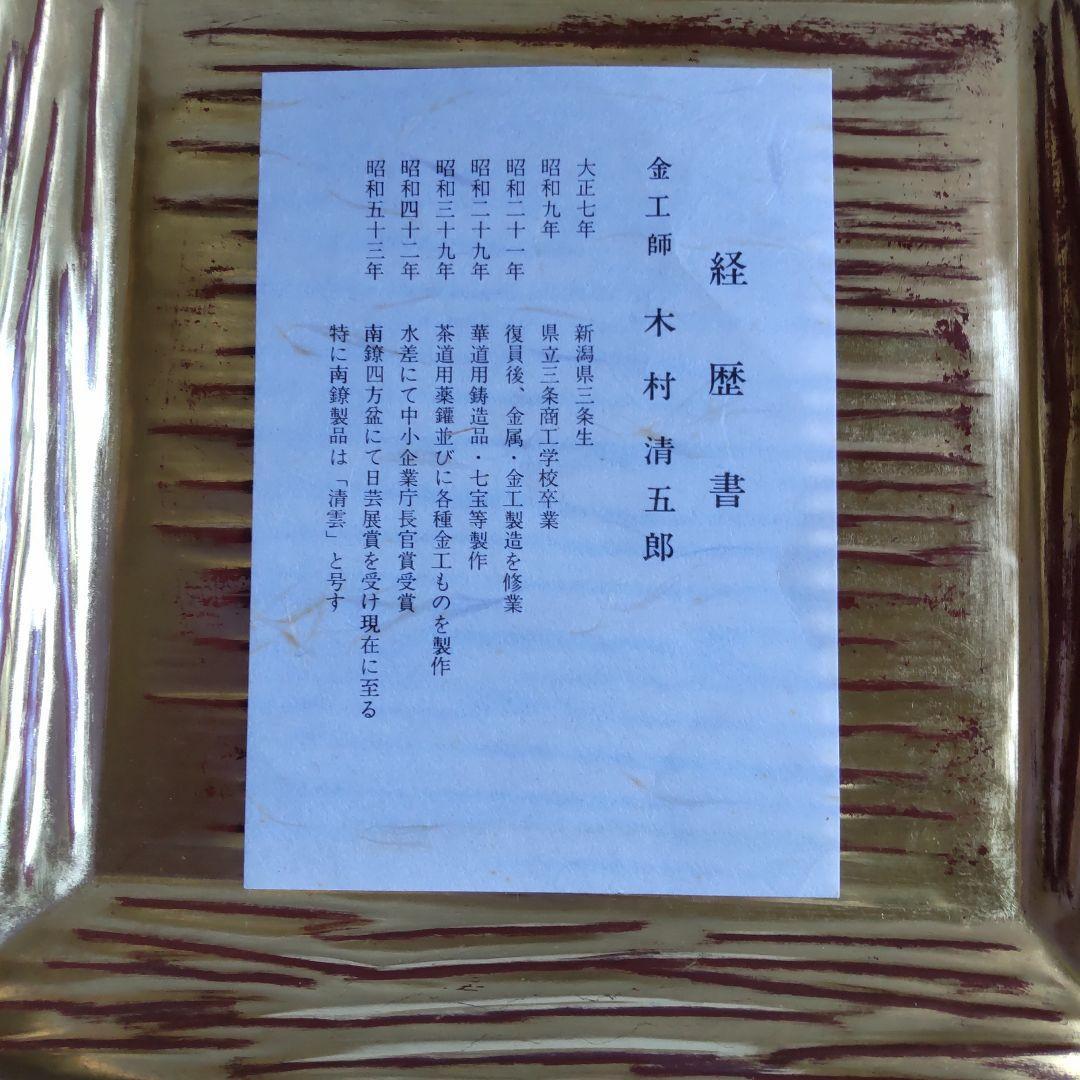 経歴書
金工師 木村清五郎
大正七年 新潟県三条生
昭和九年 県立三条商工学校卒業
昭和二十一年 復員後、金属・金工製造を修業
昭和二十九年 華道用鋳造品・七宝等製作
昭和三十九年 茶道用薬鑵並びに各種金工ものを製作
昭和四十二年 水差にて中小企業庁長官賞受賞
昭和五十三年 南鐐四方盆にて日芸展賞を受け現在に至る
特に南鐐製品は「清雲」と号す